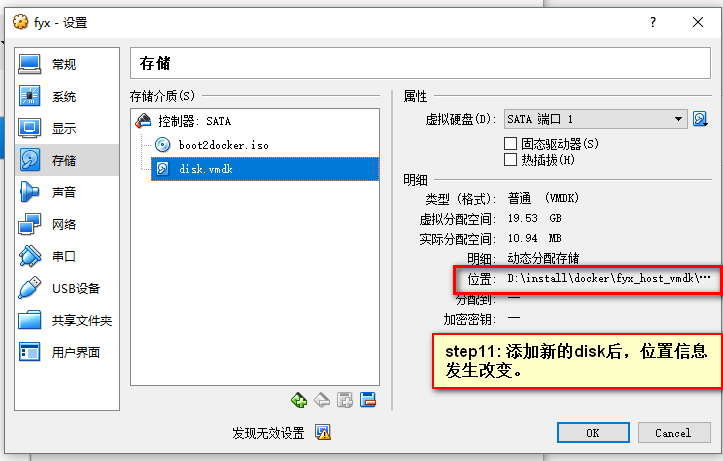 fyx - 设置
?
常规
系统
显示
存储
声音
网络
串口
USB设备
共享文件夹
用户界面
存储
存储介质(S)
控制器: SATA
boot2docker.iso
disk.vmdk
属性
虚拟硬盘(D): SATA 端口 1
固态驱动器(S)
热插拔(H)
明细
类型 (格式): 普通 (VMDK)
虚拟分配空间: 19.53 GB
实际分配空间: 10.94 MB
明细: 动态分配存储
位置: D:\install\docker\fyx_host_vmdk\⋯
分配到: —
加密密钥: —
step11: 添加新的disk后，位置信息
发生改变。
发现无效设置
OK
Cancel